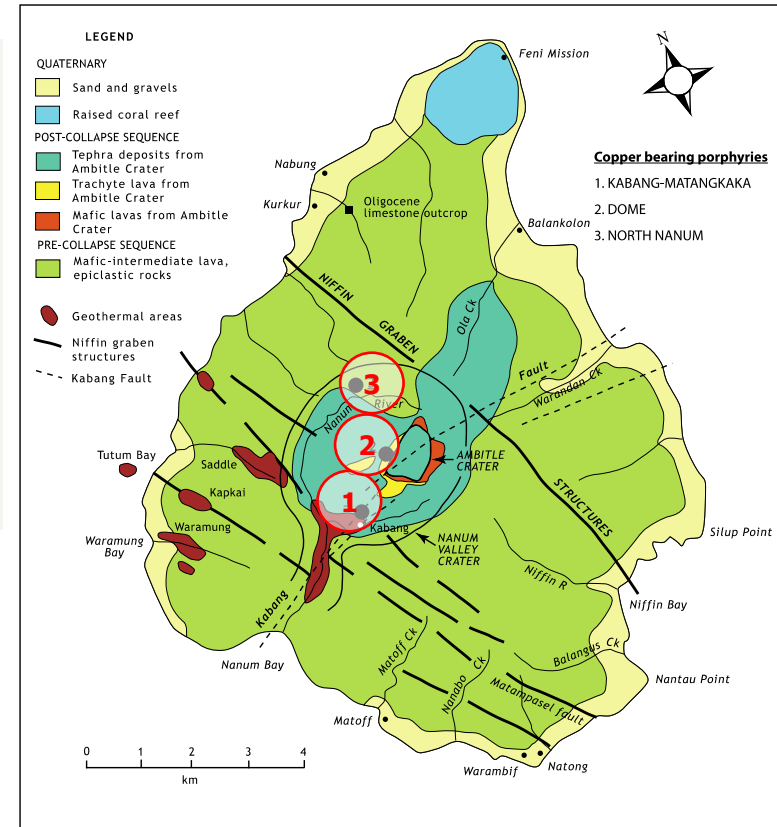 LEGEND
QUATERNARY
Sand and gravels
Raised coral reef
POST-COLLAPSE SEQUENCE
Tephra deposits from
Ambitle Crater
Trachyte lava from
Ambitle Crater
Mafic lavas from Ambitle
Crater
PRE-COLLAPSE SEQUENCE
Mafic-intermediate lava,
epiclastic rocks
Geothermal areas
Niffin graben
structures
Kabang Fault
N
Copper bearing porphyries
1. KABANG-MATANGKAKA
2. DOME
3. NORTH NANUM
Feni Mission
Nabung
Kurkur
Oligocene
limestone outcrop
Balankolon
NIFFIN
GRABEN
Ola Ck
Fault
Warandan Ck
3
Nanum River
2
AMBITLE
CRATER
Tutum Bay
Saddle
Kapkai
1
STRUCTURES
Waramung
Kabang
Waramung
Bay
NANUM
VALLEY
CRATER
Silup Point
Niffin R
Kabang
Niffin Bay
Nanum Bay
Matoff Ck
Nanabo Ck
Balangus Ck
Nantau Point
Matampasel fault
Matoff
Warambif
Natong
0 1 2 3 4
km